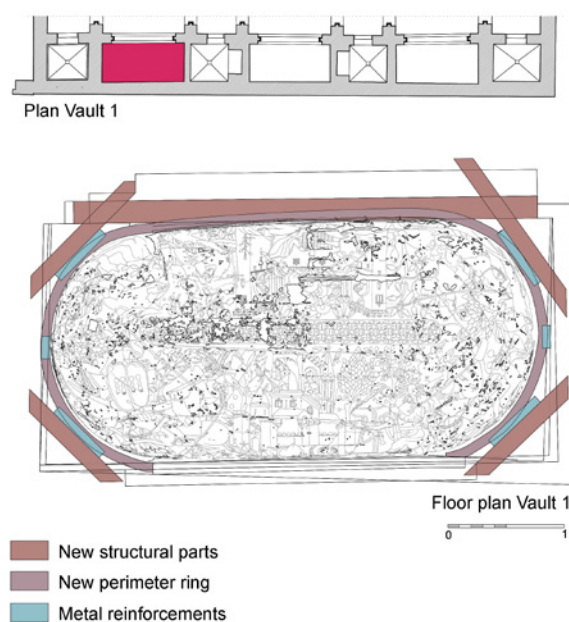 Plan Vault 1
Floor plan Vault 1
0 1
New structural parts
New perimeter ring
Metal reinforcements